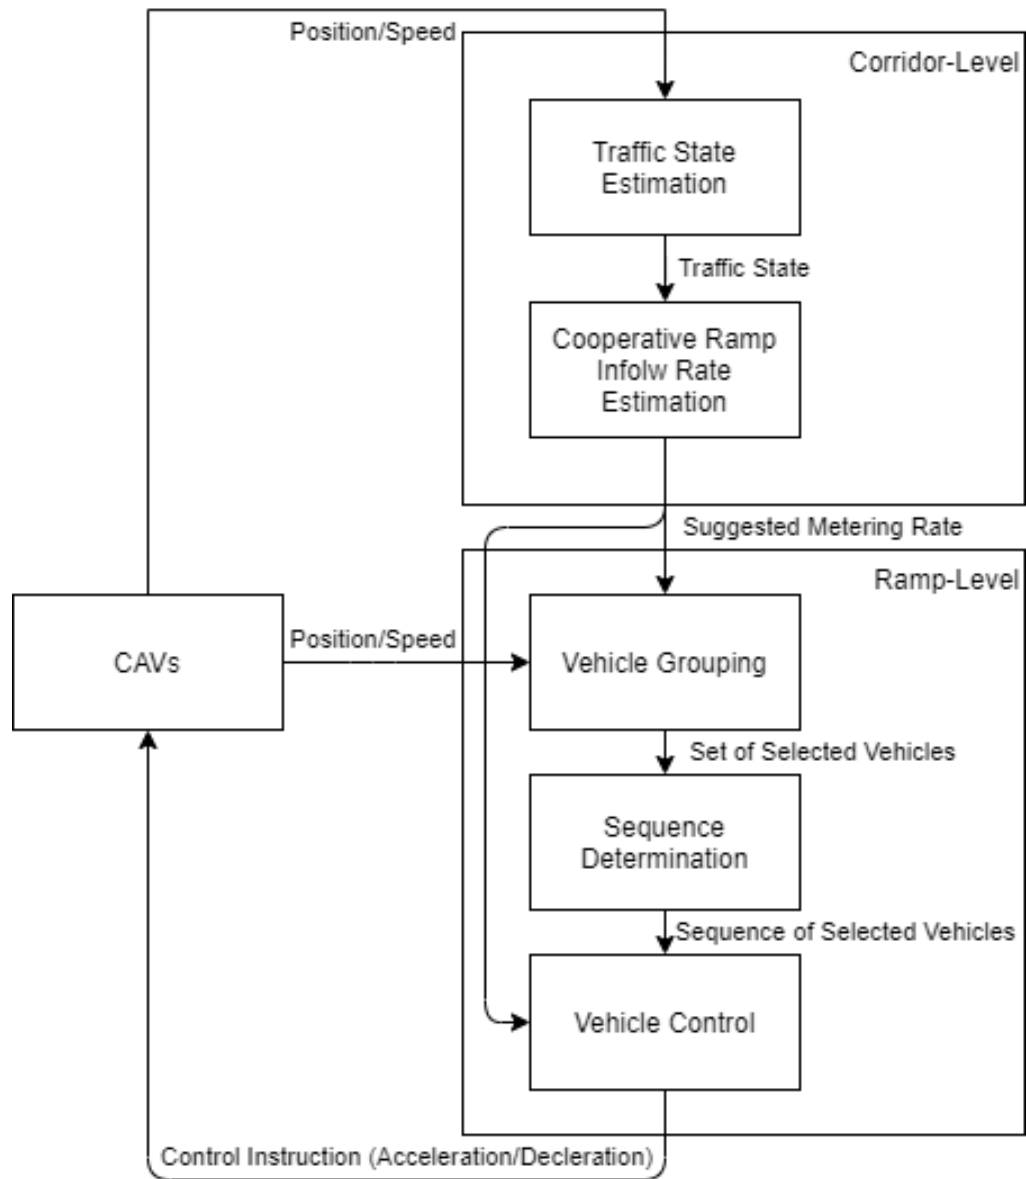 Position/Speed
Corridor-Level
Traffic State
Estimation
Traffic State
Cooperative Ramp
Infolw Rate
Estimation
Suggested Metering Rate
Ramp-Level
CAVs
Position/Speed
Vehicle Grouping
Set of Selected Vehicles
Sequence
Determination
Sequence of Selected Vehicles
Vehicle Control
Control Instruction (Acceleration/Decleration)